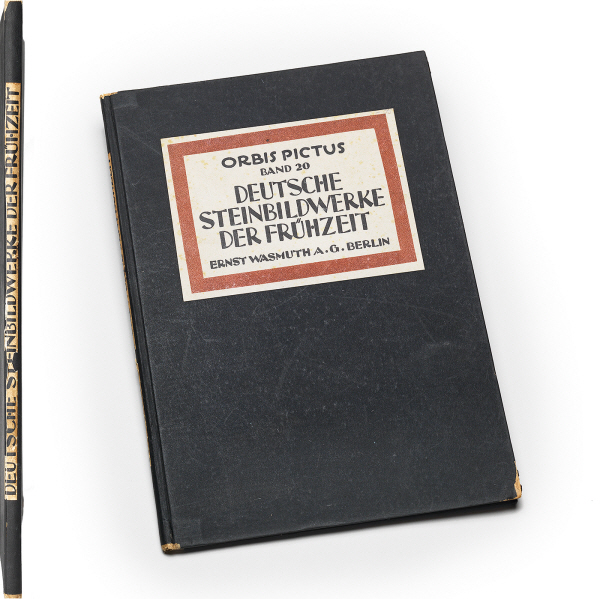 DEUTSCHE STEINBILDWERKE DER FRÜHZEIT
ORBIS PICTUS
BAND 20
DEUTSCHE
STEINBILDWERKE
DER FRÜHZEIT
ERNST WASMUTH A.G. BERLIN